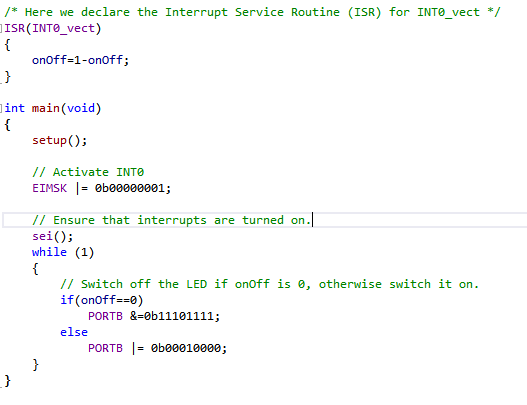 /* Here we declare the Interrupt Service Routine (ISR) for INT0_vect */
ISR(INT0_vect)
{
    onOff=1-onOff;
}

int main(void)
{
    setup();

    // Activate INT0
    EIMSK |= 0b00000001;

    // Ensure that interrupts are turned on.
    sei();
    while (1)
    {
        // Switch off the LED if onOff is 0, otherwise switch it on.
        if(onOff==0)
            PORTB &=0b11101111;
        else
            PORTB |= 0b00010000;
    }
}